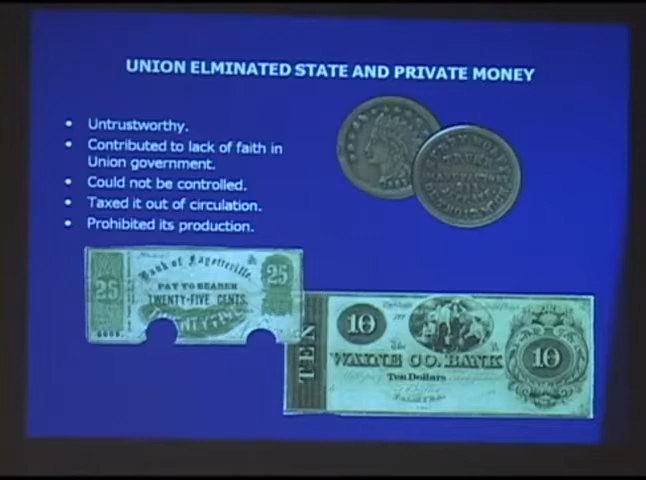 UNION ELMINATED STATE AND PRIVATE MONEY
• Untrustworthy.
• Contributed to lack of faith in
Union government.
• Could not be controlled.
• Taxed it out of circulation.
• Prohibited its production.
Bank of Fayetteville.
25
25
PAY TO BEARER
TWENTY-FIVE CENTS.
TEN
10
10
WAYNE CO. BANK
Ten Dollars